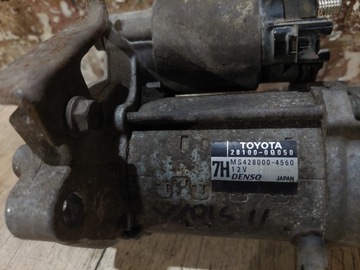 TOYOTA
28100-0Q050
MS428000-4560
7H 12V
DENSO JAPAN